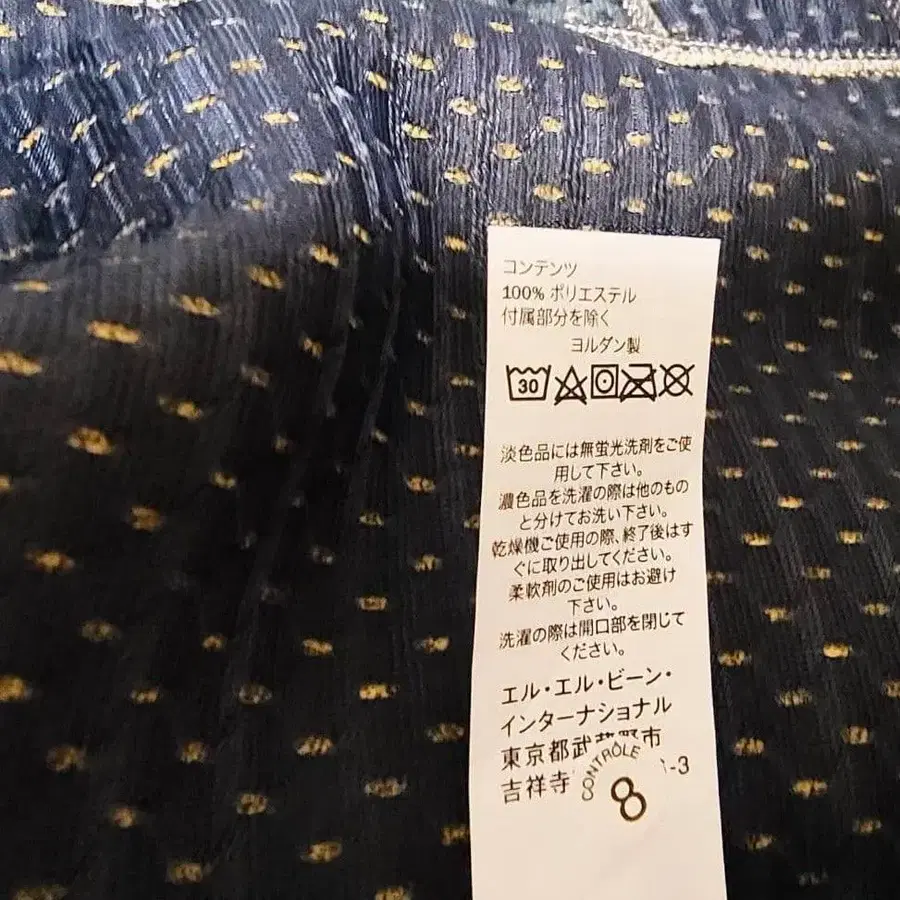 コンテンツ
100% ポリエステル
付属部分を除く
ヨルダン製
30
淡色品には無蛍光洗剤をご使
用して下さい。
濃色品を洗濯の際は他のもの
と分けてお洗い下さい。
乾燥機ご使用の際、終了後はす
ぐに取り出してください。
柔軟剤のご使用はお避け
下さい。
洗濯の際は開口部を閉じて
ください。
エル・エル・ビーン・
インターナショナル
東京都武蔵野市
吉祥寺 -3
CONTRÔLE
8